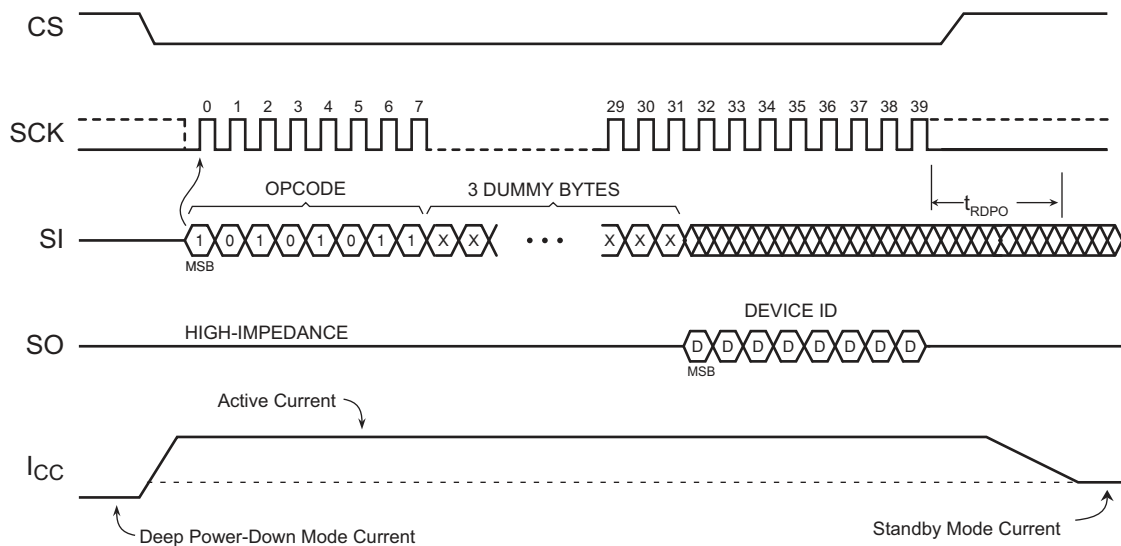 CS
0 1 2 3 4 5 6 7 29 30 31 32 33 34 35 36 37 38 39
SCK
OPCODE 3 DUMMY BYTES
tRDPO
SI 1 0 1 0 1 0 1 1 X X • • • X X X
MSB
DEVICE ID
HIGH-IMPEDANCE
SO D D D D D D D D
MSB
Active Current
ICC
Deep Power-Down Mode Current
Standby Mode Current